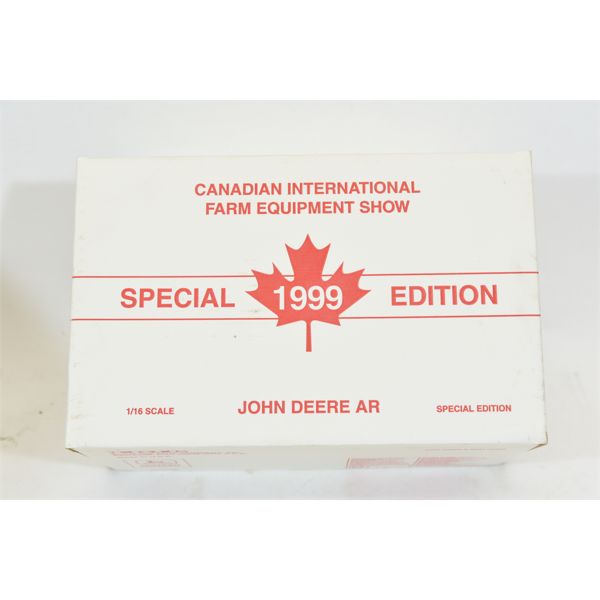 CANADIAN INTERNATIONAL
FARM EQUIPMENT SHOW
SPECIAL 1999 EDITION
1/16 SCALE JOHN DEERE AR SPECIAL EDITION